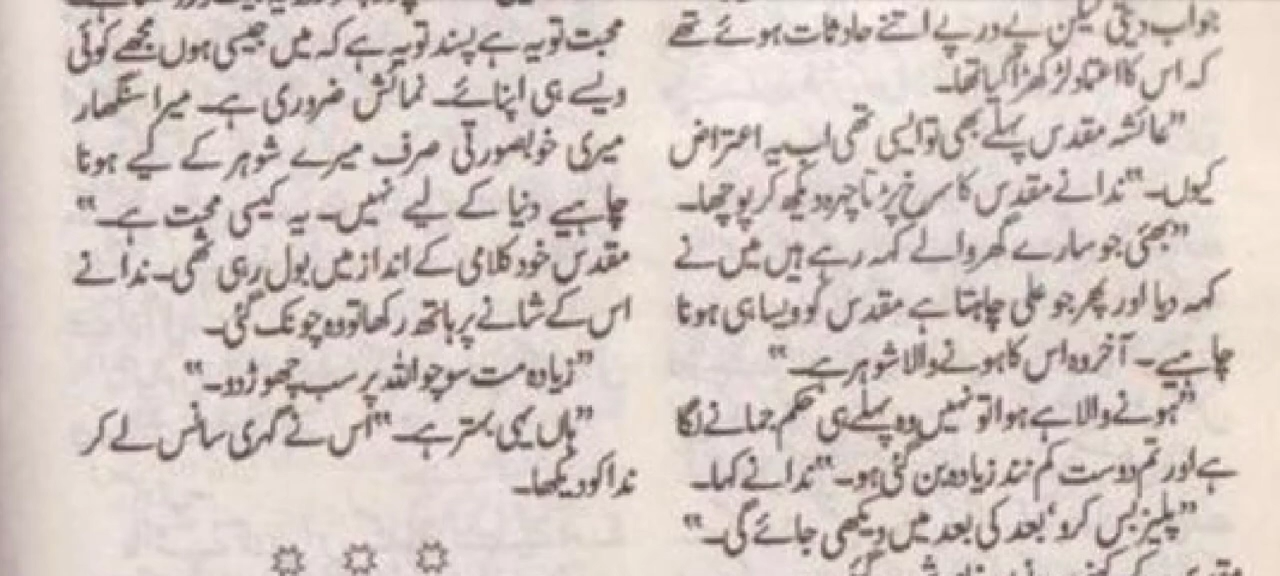 جواب دیتی لیکن پے در پے اتنے حادثات ہوئے تھے
کہ اس کا اعتماد لڑکھڑا گیا تھا۔
”عائشہ مقدس پہلے بھی تو ایسی تھی اب یہ اعتراض
کیوں۔“ ندا نے مقدس کا سرخ پڑتا چہرہ دیکھ کر پوچھا۔
”بھئی جو سارے گھر والے کہہ رہے ہیں میں نے
کہہ دیا اور پھر جو علی چاہتا ہے مقدس کو ویسا ہی ہونا
چاہیے۔ آخر وہ اس کا ہونے والا شوہر ہے۔“
”ہونے والا ہے ہوا تو نہیں وہ پہلے ہی حکم جمانے لگا
ہے اور تم دوست کم نند زیادہ بن گئی ہو۔“ ندا نے کہا۔
”پلیز بس کرو‘ بعد کی بعد میں دیکھی جائے گی۔“
محبت تو یہ ہے پسند تو یہ ہے کہ میں جیسی ہوں مجھے کوئی
ویسے ہی اپنائے۔ نمائش ضروری ہے۔ میرا سنگھار
میری خوبصورتی صرف میرے شوہر کے لیے ہونا
چاہیے دنیا کے لیے نہیں۔ یہ کیسی محبت ہے۔“
مقدس خود کلامی کے انداز میں بول رہی تھی۔ ندا نے
اس کے شانے پر ہاتھ رکھا تو وہ چونک گئی۔
”زیادہ مت سوچو اللہ پر سب چھوڑ دو۔“
”ہاں یہی بہتر ہے۔“ اس نے گہری سانس لے کر
ندا کو دیکھا۔